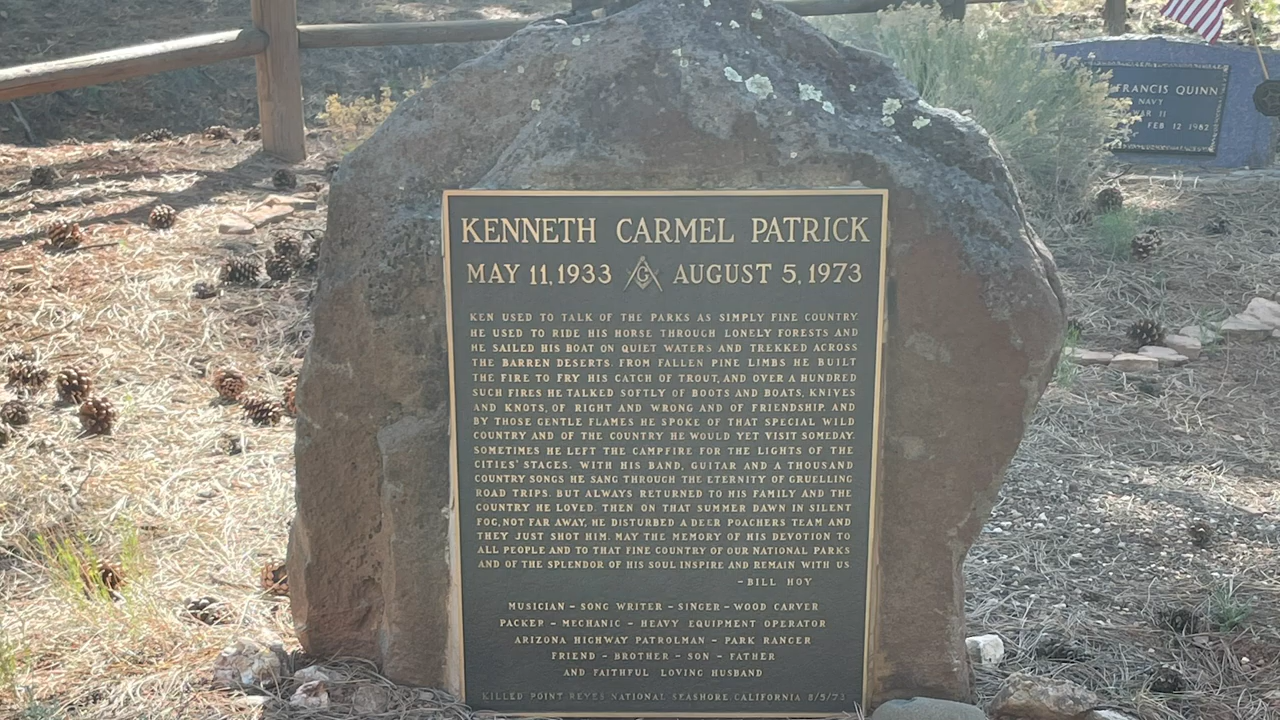 KENNETH CARMEL PATRICK
MAY 11, 1933 G AUGUST 5, 1973
KEN USED TO TALK OF THE PARKS AS SIMPLY FINE COUNTRY
HE USED TO RIDE HIS HORSE THROUGH LONELY FORESTS AND
HE SAILED HIS BOAT ON QUIET WATERS AND TREKKED ACROSS
THE BARREN DESERTS. FROM FALLEN PINE LIMBS HE BUILT
THE FIRE TO FRY HIS CATCH OF TROUT, AND OVER A HUNDRED
SUCH FIRES HE TALKED SOFTLY OF BOOTS AND BOATS, KNIVES
AND KNOTS, OF RIGHT AND WRONG AND OF FRIENDSHIP. AND
BY THOSE GENTLE FLAMES HE SPOKE OF THAT SPECIAL WILD
COUNTRY AND OF THE COUNTRY HE WOULD YET VISIT SOMEDAY.
SOMETIMES HE LEFT THE CAMPFIRE FOR THE LIGHTS OF THE
CITIES' STAGES. WITH HIS BAND, GUITAR AND A THOUSAND
COUNTRY SONGS HE SANG THROUGH THE ETERNITY OF GRUELLING
ROAD TRIPS. BUT ALWAYS RETURNED TO HIS FAMILY AND THE
COUNTRY HE LOVED. THEN ON THAT SUMMER DAWN IN SILENT
FOG, NOT FAR AWAY, HE DISTURBED A DEER POACHERS TEAM AND
THEY JUST SHOT HIM. MAY THE MEMORY OF HIS DEVOTION TO
ALL PEOPLE AND TO THAT FINE COUNTRY OF OUR NATIONAL PARKS
AND OF THE SPLENDOR OF HIS SOUL INSPIRE AND REMAIN WITH US
- BILL HOY
MUSICIAN - SONG WRITER - SINGER - WOOD CARVER
PACKER - MECHANIC - HEAVY EQUIPMENT OPERATOR
ARIZONA HIGHWAY PATROLMAN - PARK RANGER
FRIEND - BROTHER - SON - FATHER
AND FAITHFUL LOVING HUSBAND
KILLED POINT REYES NATIONAL SEASHORE, CALIFORNIA 8/5/73
FRANCIS QUINN
NAVY
WAR II
FEB 12 1982